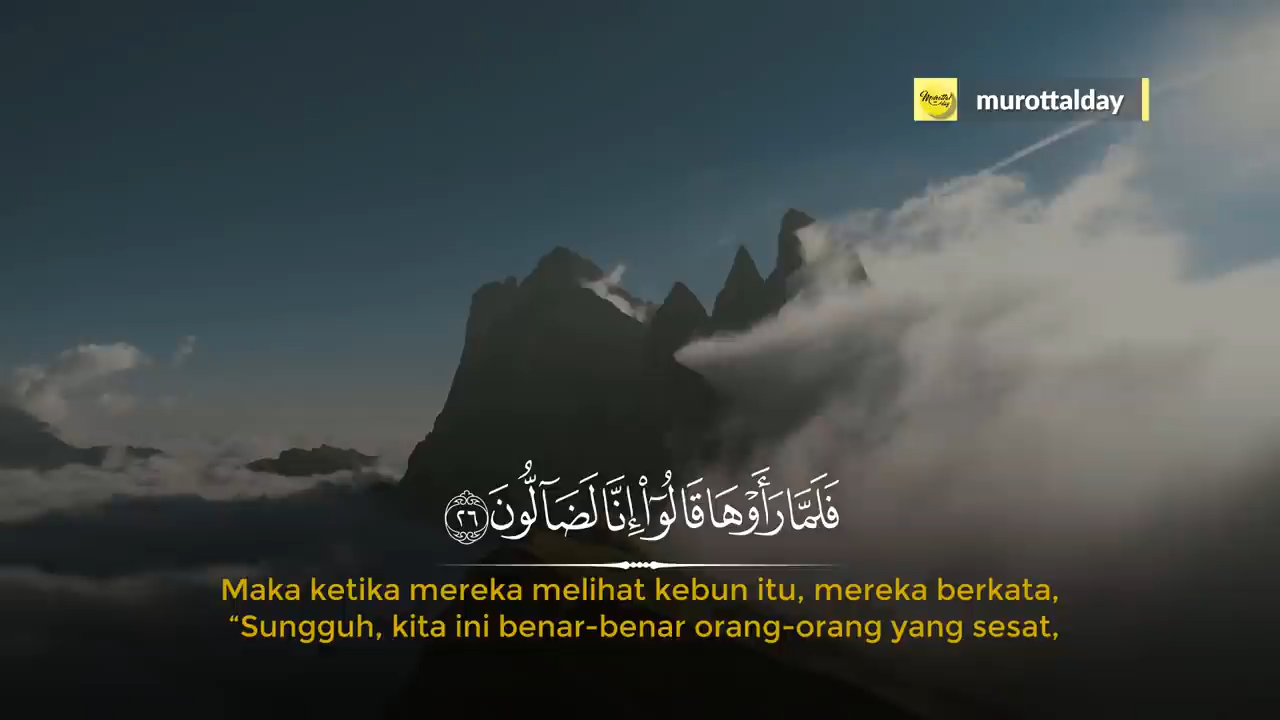 murottalday
فَلَمَّا رَأَوْهَا قَالُوٓا۟ إِنَّا لَضَآلُّونَ ٢٦
Maka ketika mereka melihat kebun itu, mereka berkata,
“Sungguh, kita ini benar-benar orang-orang yang sesat,